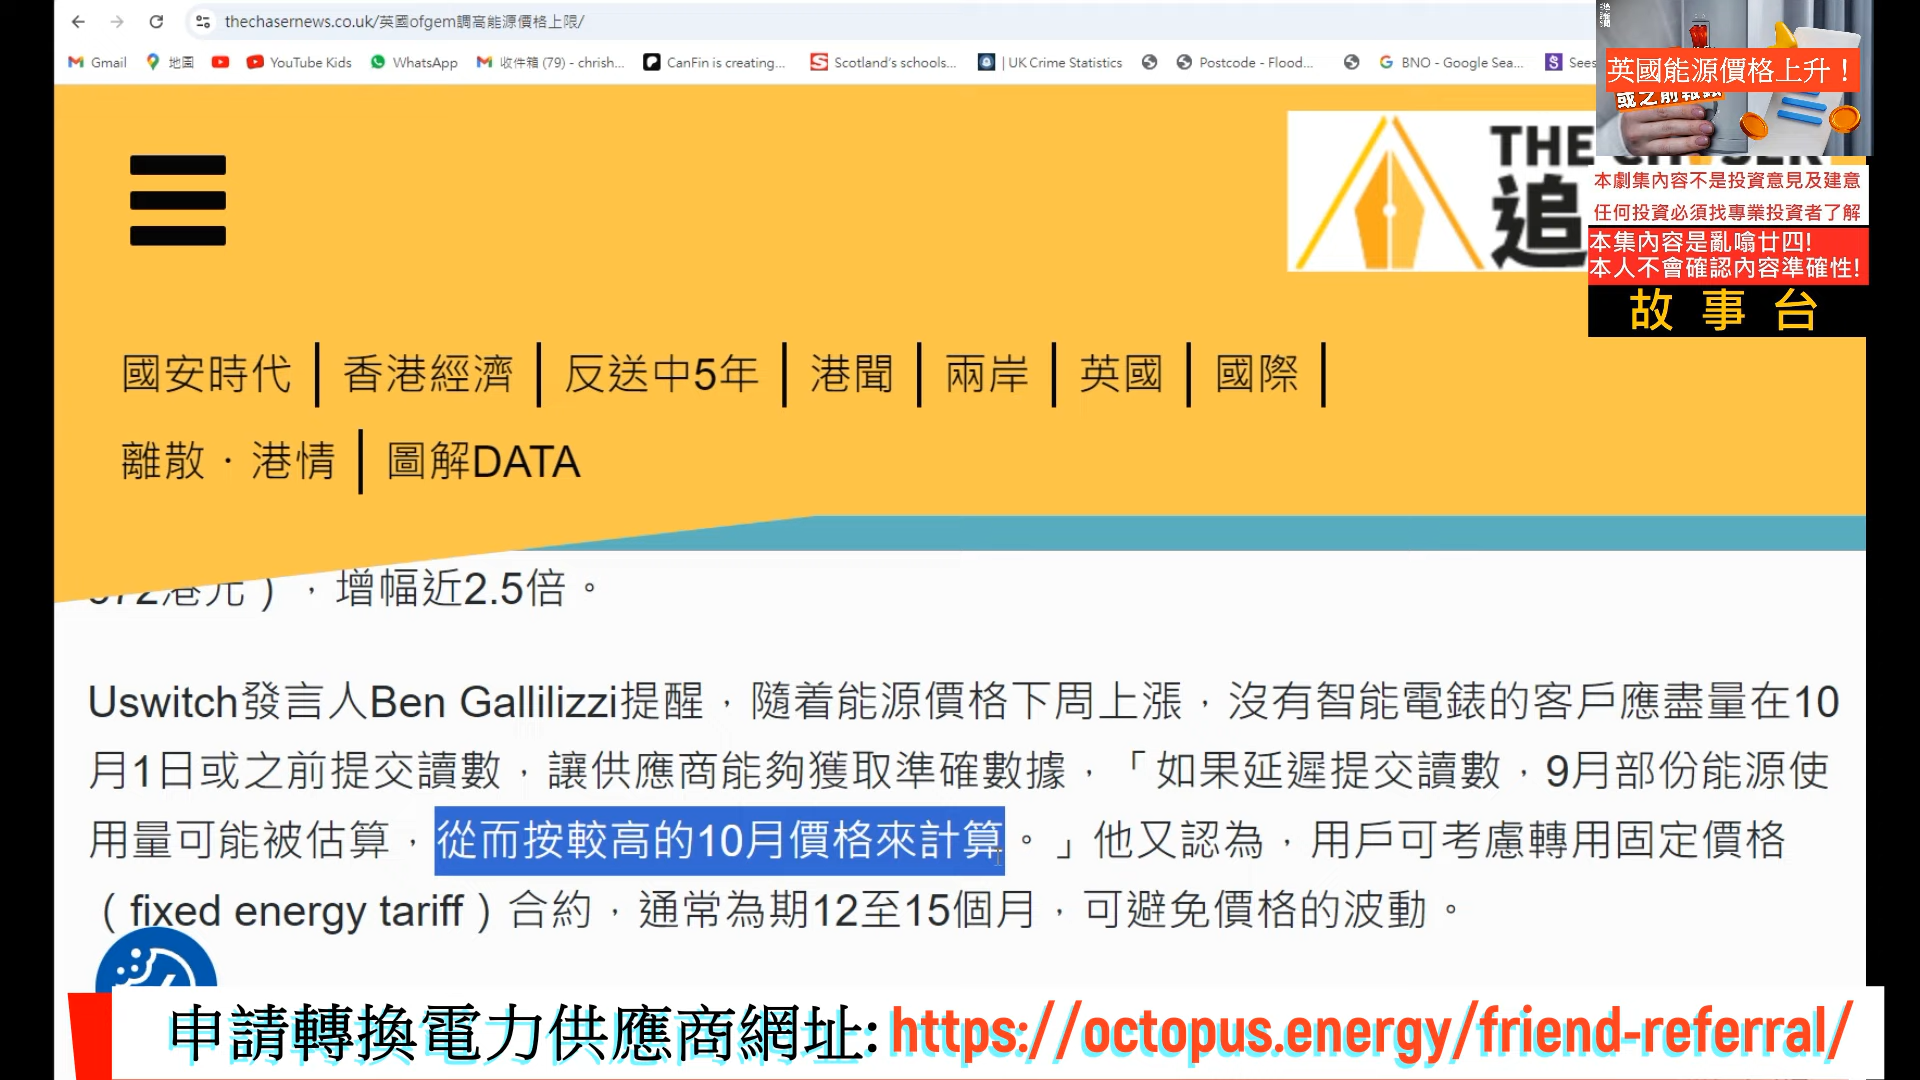 thechasernews.co.uk/英國ofgem調高能源價格上限/
Gmail 地圖 YouTube Kids WhatsApp 收件箱 (79) - chrish... CanFin is creating... Scotland's schools... | UK Crime Statistics Postcode - Flood... BNO - Google Sea... Sees
英國能源價格上升！
或之前報錶
THE CHASER
追
本劇集內容不是投資意見及建意
任何投資必須找專業投資者了解
本集內容是亂噏廿四!
本人不會確認內容準確性!
故事台
國安時代 | 香港經濟 | 反送中5年 | 港聞 | 兩岸 | 英國 | 國際 |
離散．港情 | 圖解DATA
572港元），增幅近2.5倍。
Uswitch發言人Ben Gallilizzi提醒，隨着能源價格下周上漲，沒有智能電錶的客戶應盡量在10
月1日或之前提交讀數，讓供應商能夠獲取準確數據，「如果延遲提交讀數，9月部份能源使
用量可能被估算，從而按較高的10月價格來計算。」他又認為，用戶可考慮轉用固定價格
（fixed energy tariff）合約，通常為期12至15個月，可避免價格的波動。
申請轉換電力供應商網址: https://octopus.energy/friend-referral/